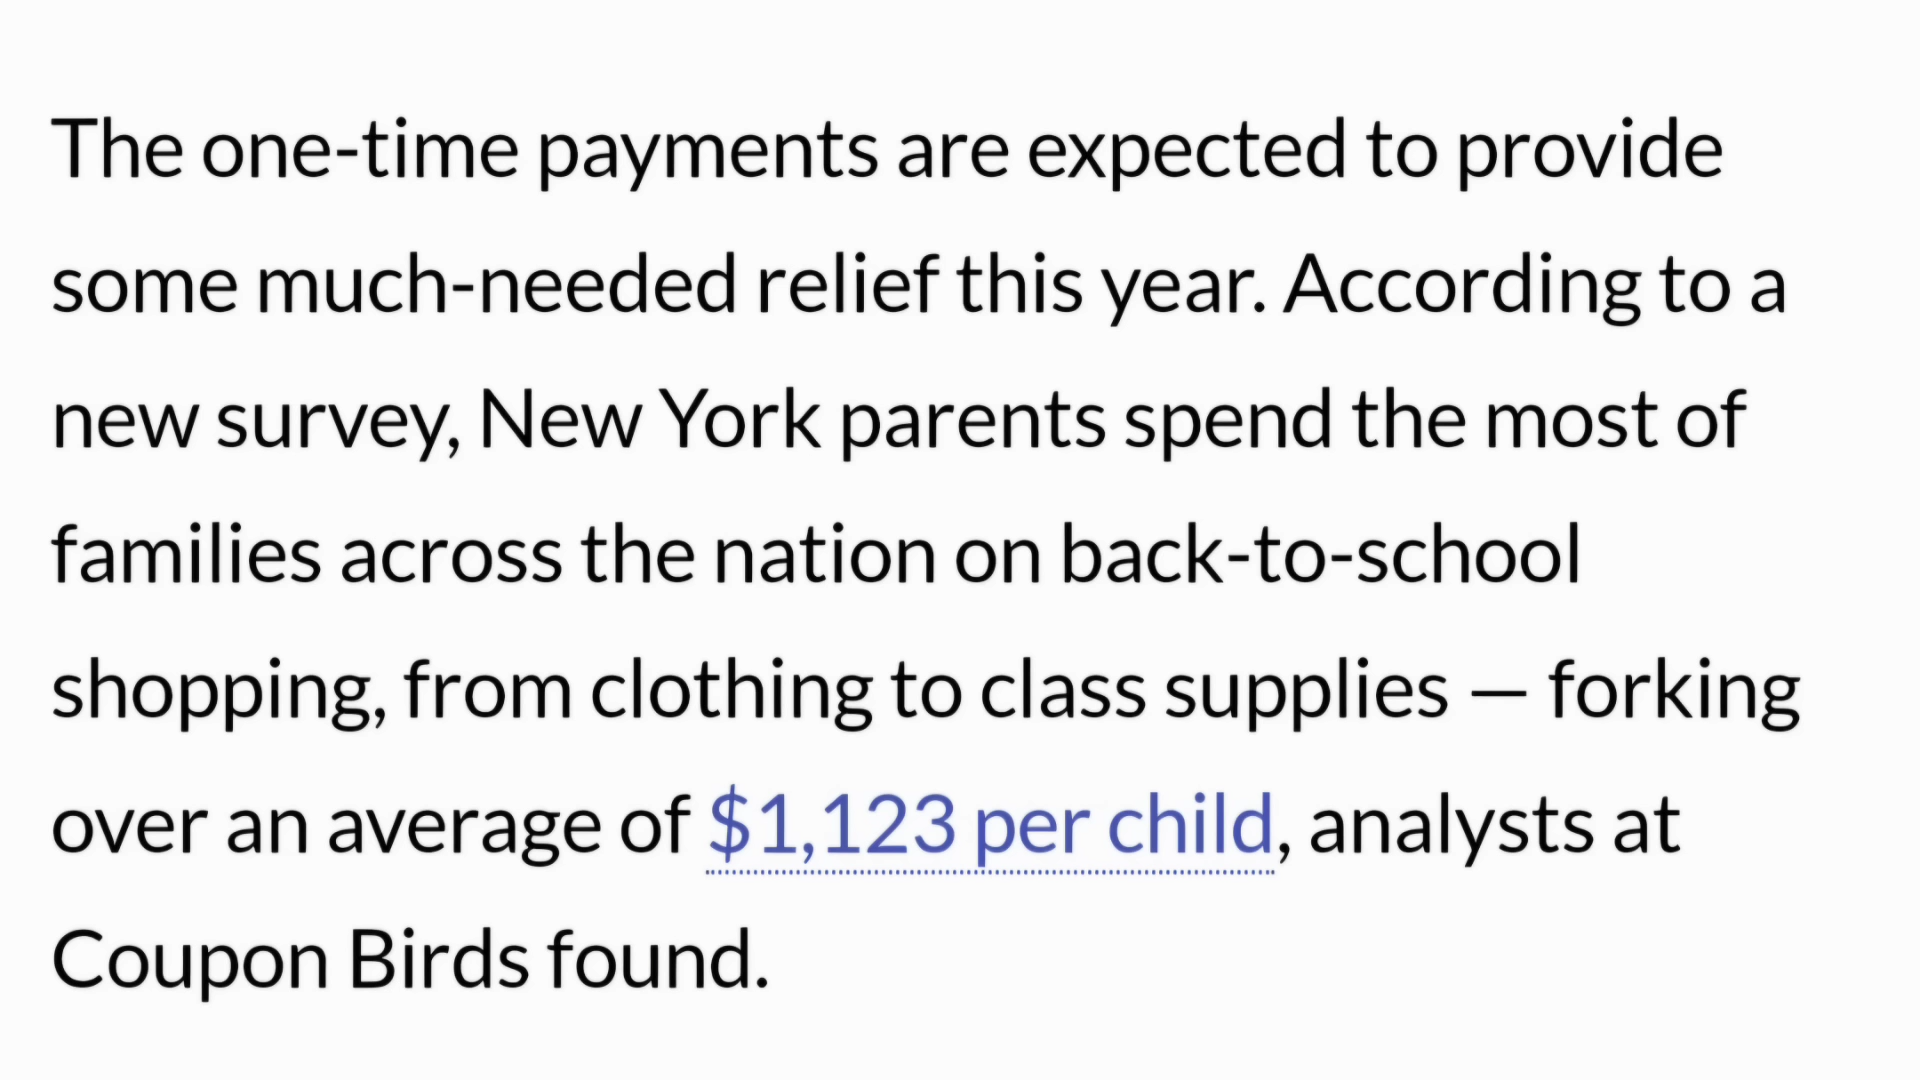 The one-time payments are expected to provide
some much-needed relief this year. According to a
new survey, New York parents spend the most of
families across the nation on back-to-school
shopping, from clothing to class supplies — forking
over an average of $1,123 per child, analysts at
Coupon Birds found.